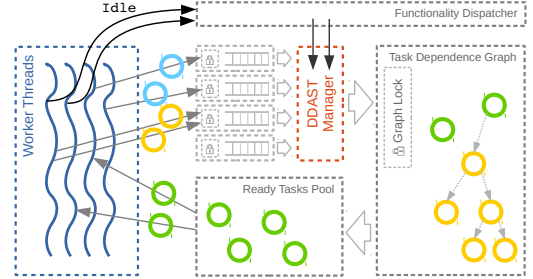 Idle
Functionality Dispatcher
Worker Threads
DDAST
Manager
Task Dependence Graph
Graph Lock
Ready Tasks Pool